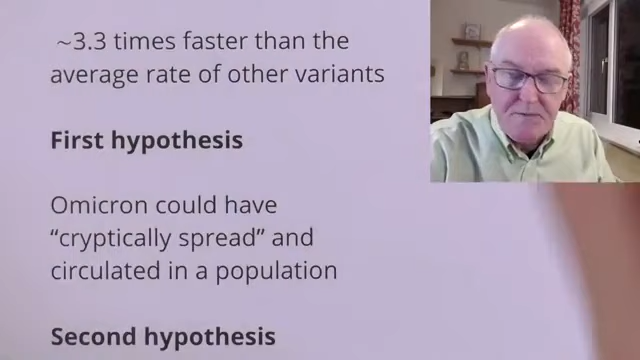 ~3.3 times faster than the
average rate of other variants
First hypothesis
Omicron could have
“cryptically spread” and
circulated in a population
Second hypothesis